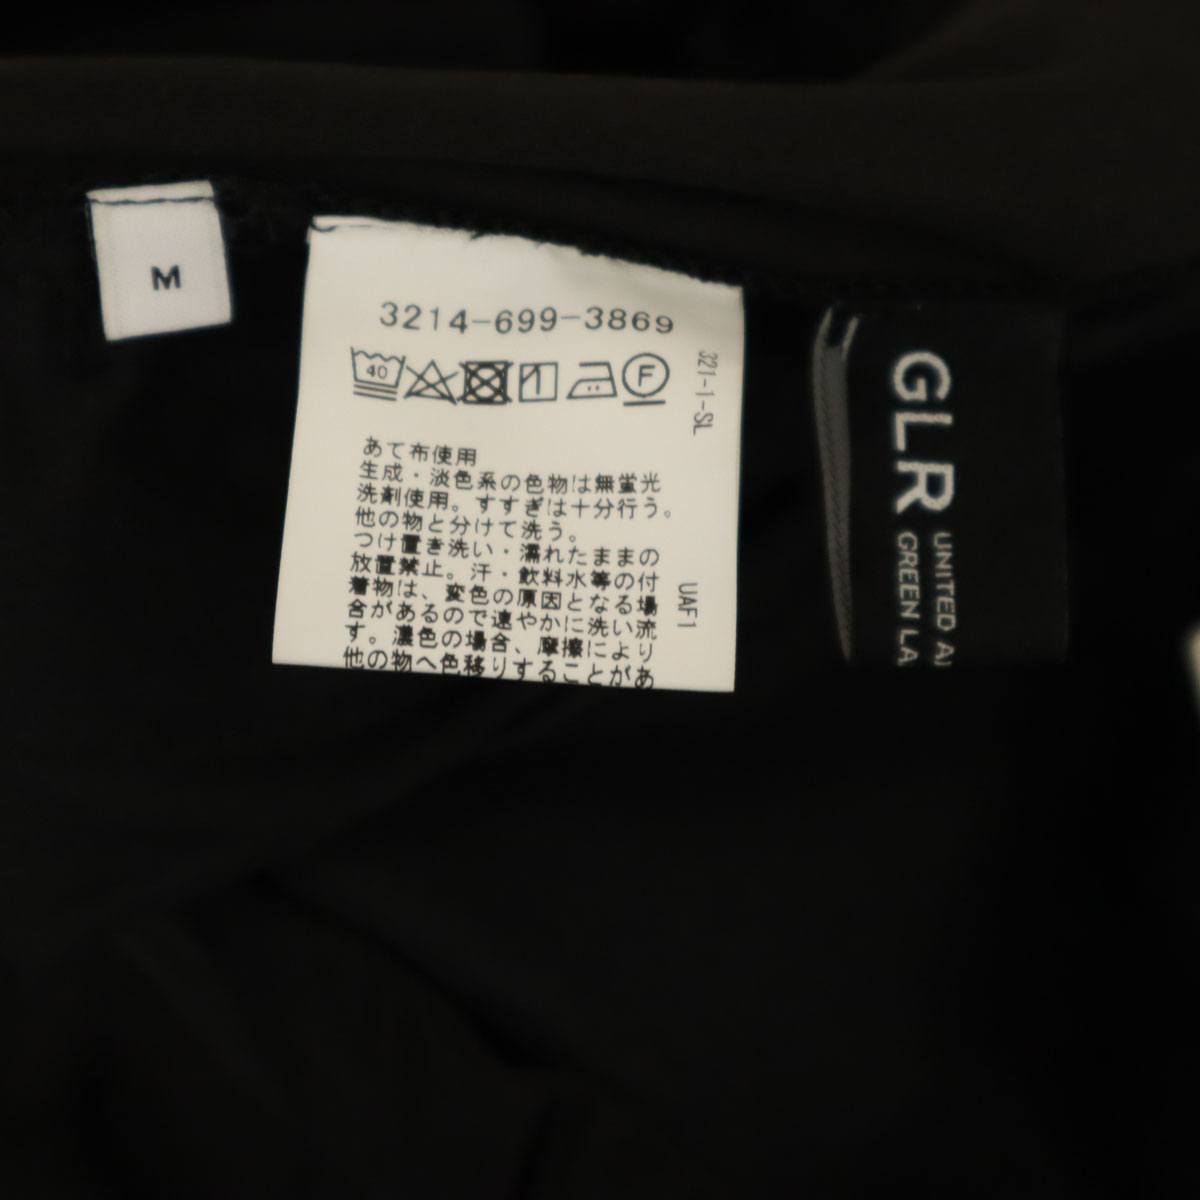 M
3214-699-3869
40
F
321-1-SL
あて布使用
生成・淡色系の色物は無蛍光
洗剤使用。すすぎは十分行う。
他の物と分けて洗う。
つけ置き洗い・濡れたままの
放置禁止。汗・飲料水等の付
着物は、変色の原因となる場
合があるので速やかに洗い流
す。濃色の場合、摩擦により
他の物へ色移りすることがあ
UAF1
GLR
UNITED A
GREEN LA